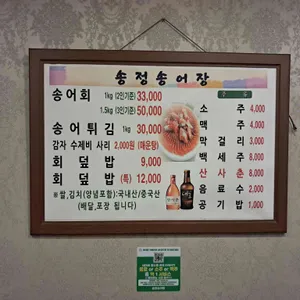 송정송어장
송어회 1kg (2인기준) 33,000
1.5kg (3인기준) 50,000
송어튀김 1kg 30,000
감자 수제비 사리 2,000원 (매운탕)
회덮밥 9,000
회덮밥 (특) 12,000
※쌀,김치(양념포함):국내산/중국산
(배달,포장 됩니다)
소주 4,000
맥주 4,000
막걸리 3,000
백세주 5,000
산사춘 8,000
음료수 2,000
공기밥 1,000